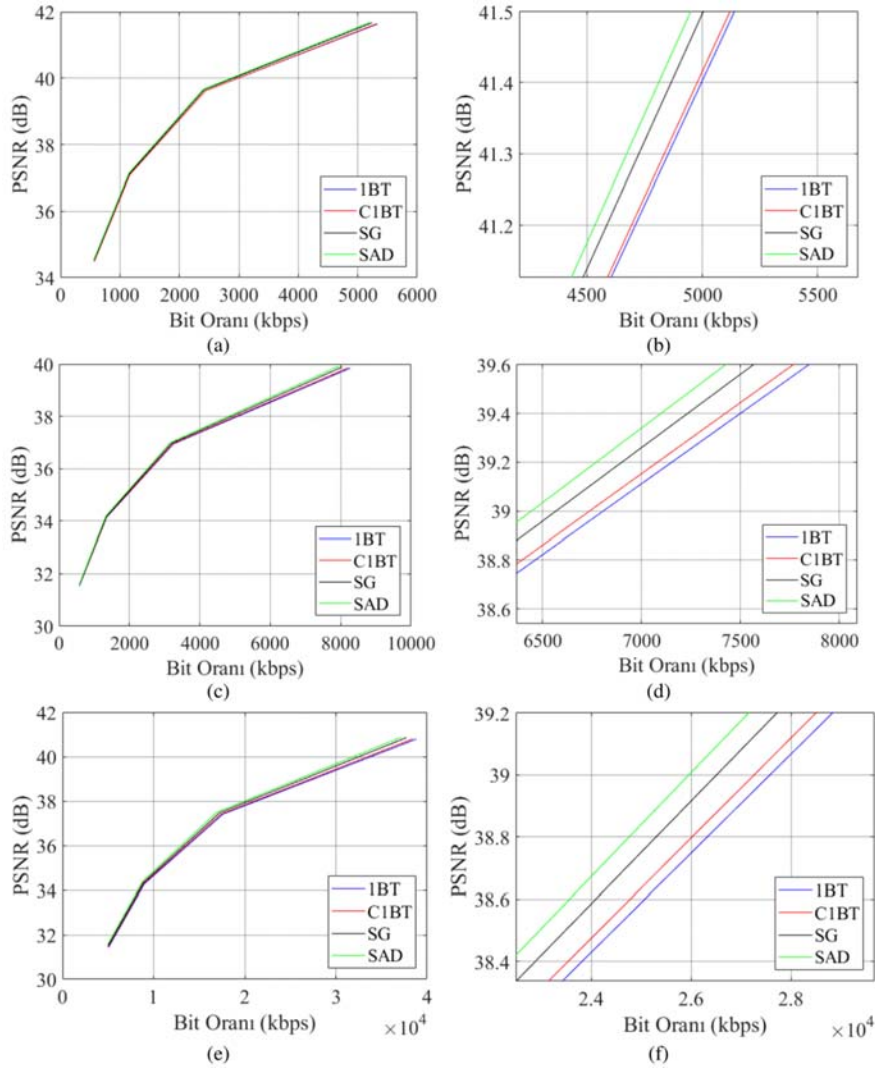 42
40
38
36
34
PSNR (dB)
0 1000 2000 3000 4000 5000 6000
Bit Oranı (kbps)
1BT
C1BT
SG
SAD
(a)
41.5
41.4
41.3
41.2
PSNR (dB)
4500 5000 5500
Bit Oranı (kbps)
1BT
C1BT
SG
SAD
(b)
40
38
36
34
32
30
PSNR (dB)
0 2000 4000 6000 8000 10000
Bit Oranı (kbps)
1BT
C1BT
SG
SAD
(c)
39.6
39.4
39.2
39
38.8
38.6
PSNR (dB)
6500 7000 7500 8000
Bit Oranı (kbps)
1BT
C1BT
SG
SAD
(d)
42
40
38
36
34
32
30
PSNR (dB)
0 1 2 3 4
Bit Oranı (kbps)
×10⁴
1BT
C1BT
SG
SAD
(e)
39.2
39
38.8
38.6
38.4
PSNR (dB)
2.4 2.6 2.8
Bit Oranı (kbps)
×10⁴
1BT
C1BT
SG
SAD
(f)